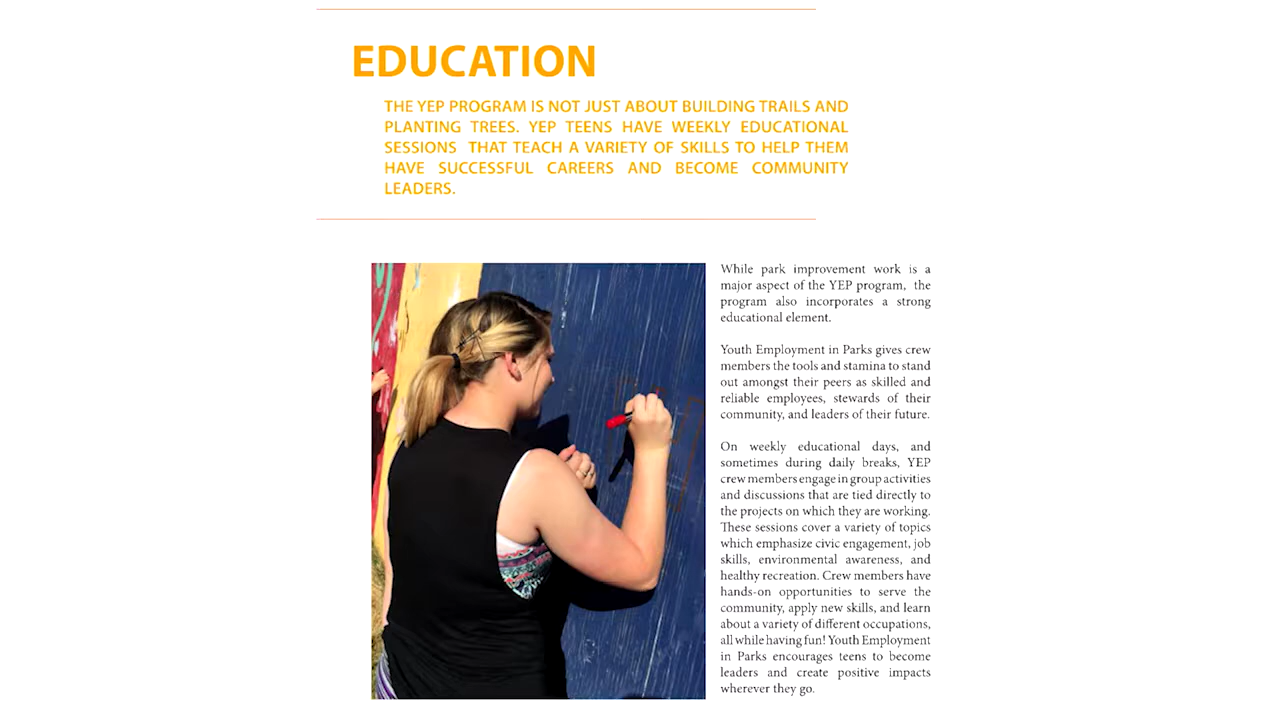 EDUCATION
THE YEP PROGRAM IS NOT JUST ABOUT BUILDING TRAILS AND
PLANTING TREES. YEP TEENS HAVE WEEKLY EDUCATIONAL
SESSIONS THAT TEACH A VARIETY OF SKILLS TO HELP THEM
HAVE SUCCESSFUL CAREERS AND BECOME COMMUNITY
LEADERS.
While park improvement work is a
major aspect of the YEP program, the
program also incorporates a strong
educational element.
Youth Employment in Parks gives crew
members the tools and stamina to stand
out amongst their peers as skilled and
reliable employees, stewards of their
community, and leaders of their future.
On weekly educational days, and
sometimes during daily breaks, YEP
crew members engage in group activities
and discussions that are tied directly to
the projects on which they are working.
These sessions cover a variety of topics
which emphasize civic engagement, job
skills, environmental awareness, and
healthy recreation. Crew members have
hands-on opportunities to serve the
community, apply new skills, and learn
about a variety of different occupations,
all while having fun! Youth Employment
in Parks encourages teens to become
leaders and create positive impacts
wherever they go.